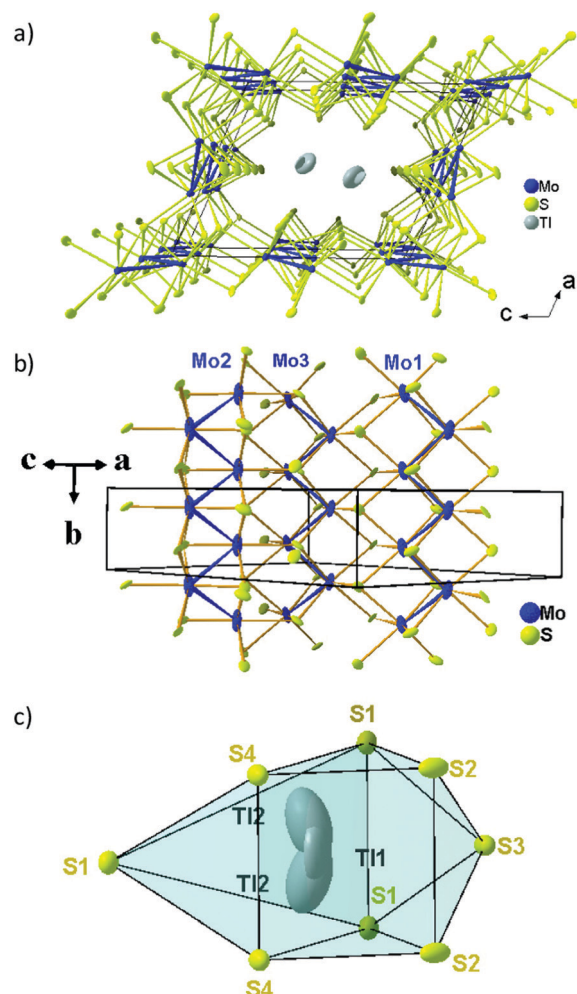 a)
Mo
S
Tl
a
c
b)
Mo2 Mo3 Mo1
c a
b
Mo
S
c)
S1
S4 S2
Tl2
S1 Tl1 S3
Tl2 S1
S4 S2